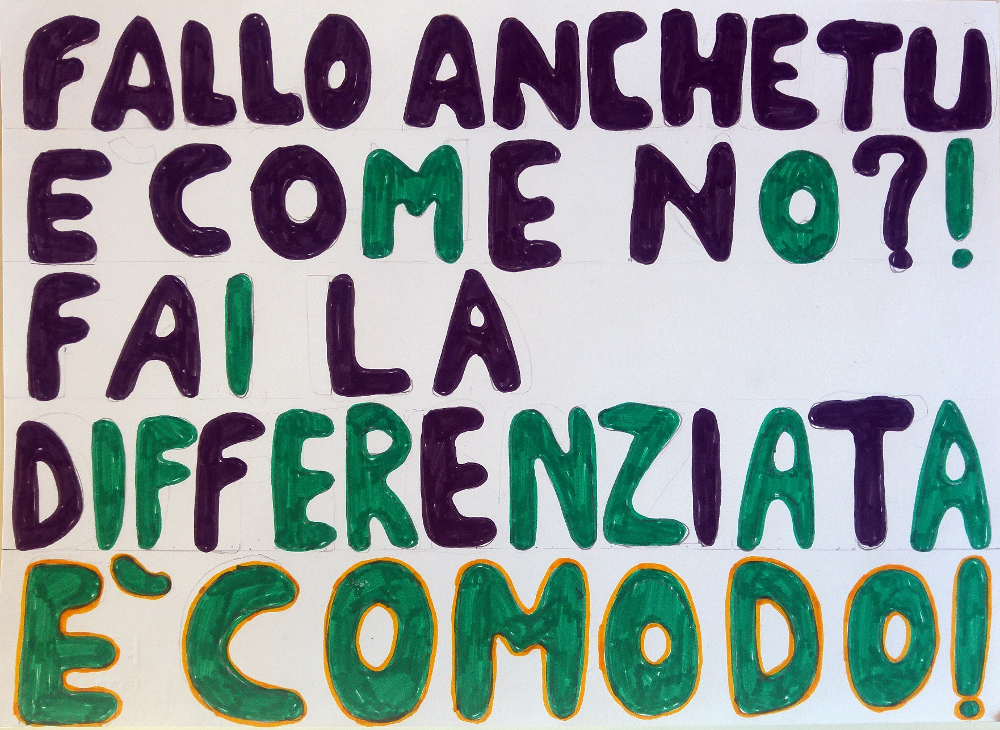 FALLO ANCHE TU
E COME NO?!
FAI LA
DIFFERENZIATA
E` COMODO!